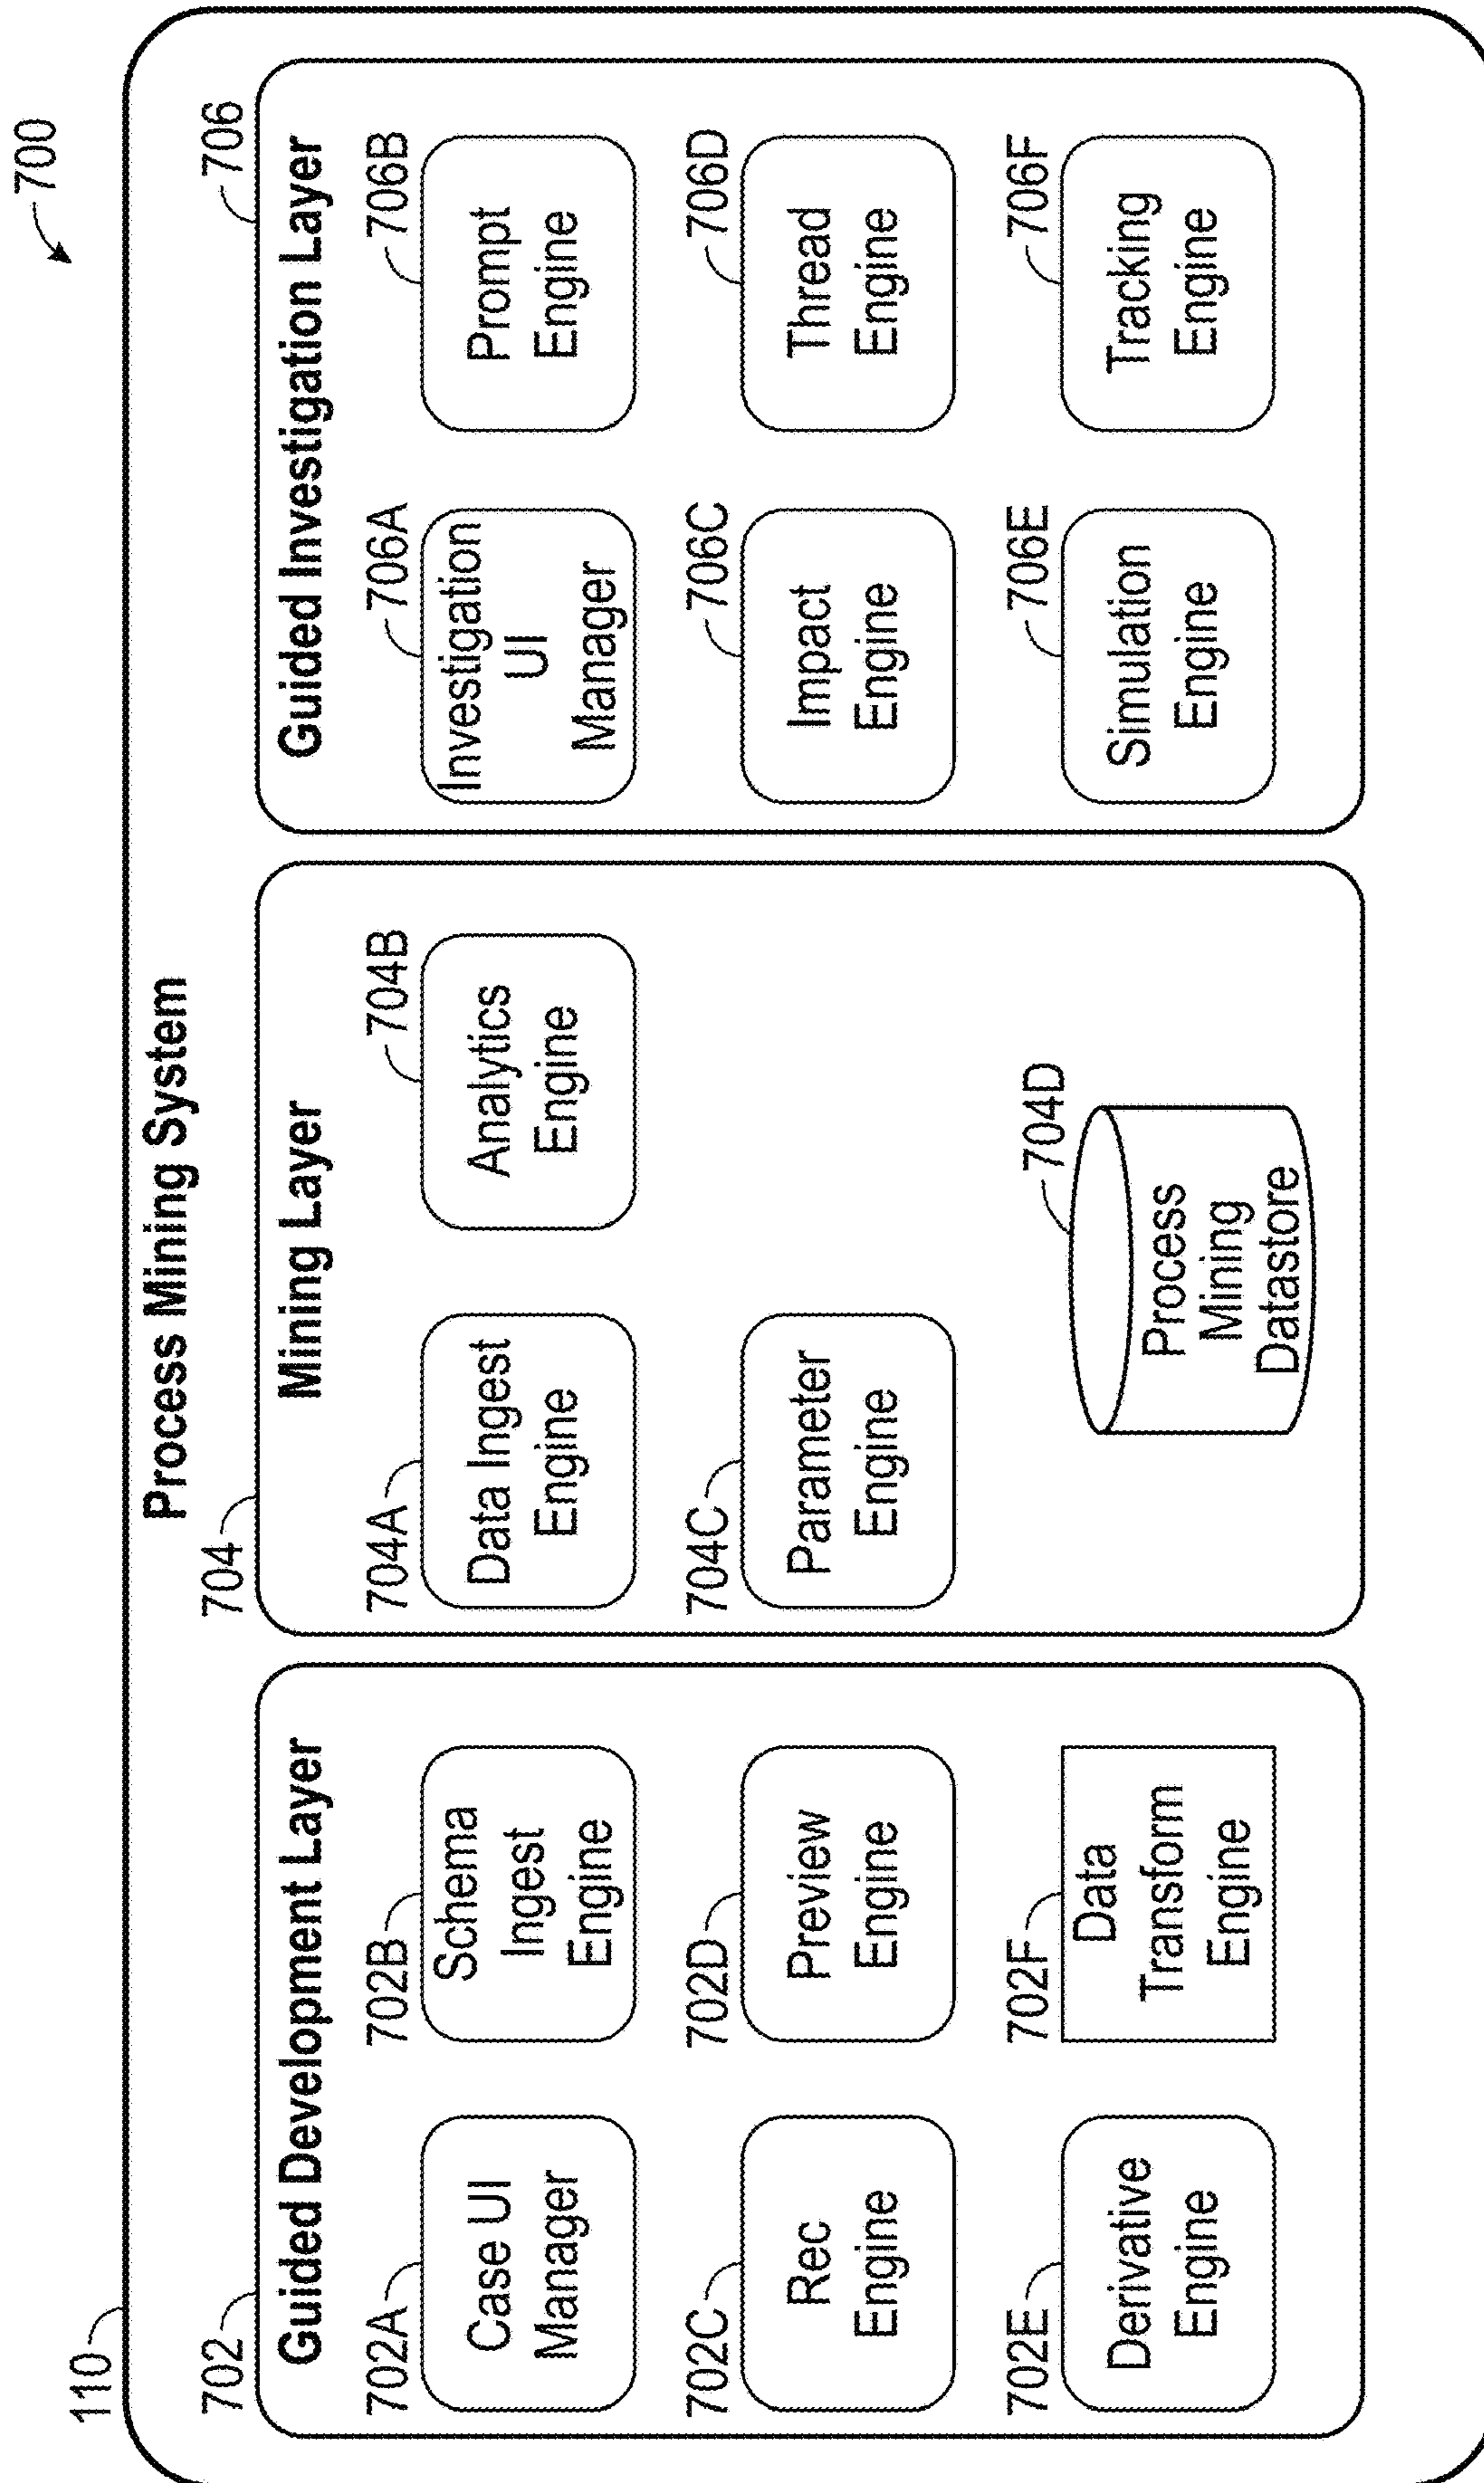 700
110
Process Mining System
702
Guided Development Layer
702A
Case UI
Manager
702B
Schema
Ingest
Engine
702C
Rec
Engine
702D
Preview
Engine
702E
Derivative
Engine
702F
Data
Transform
Engine
704
Mining Layer
704A
Data Ingest
Engine
704B
Analytics
Engine
704C
Parameter
Engine
704D
Process
Mining
Datastore
706
Guided Investigation Layer
706A
Investigation
UI
Manager
706B
Prompt
Engine
706C
Impact
Engine
706D
Thread
Engine
706E
Simulation
Engine
706F
Tracking
Engine